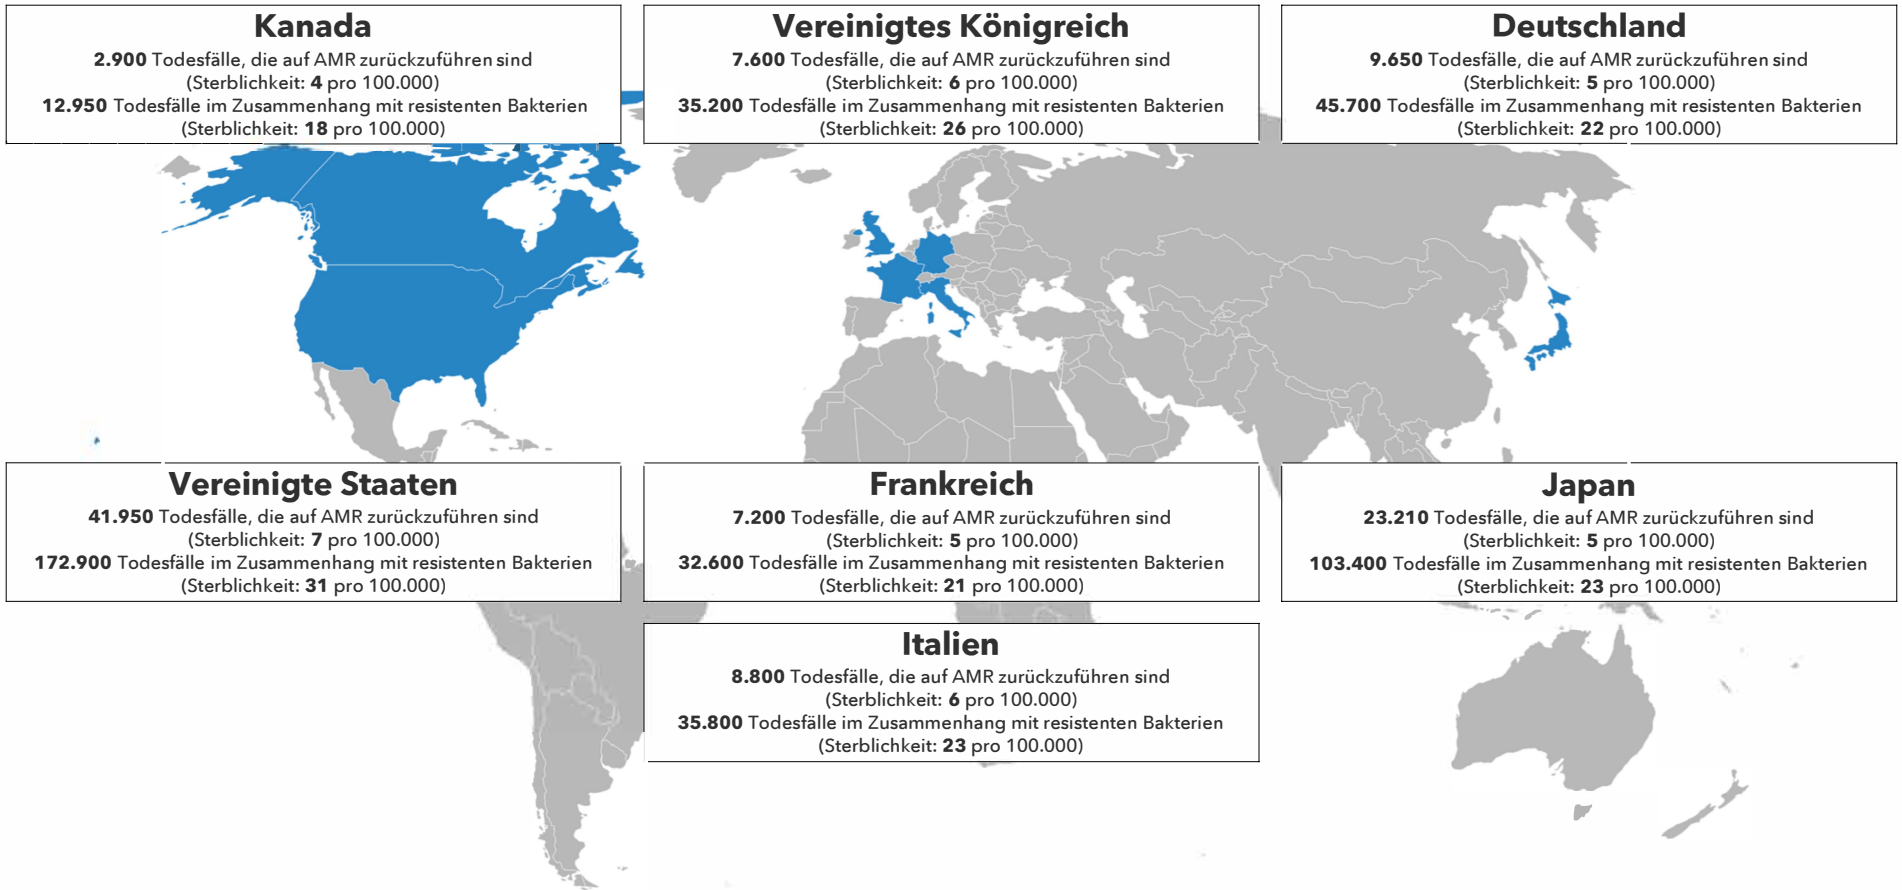 Kanada
2.900 Todesfälle, die auf AMR zurückzuführen sind
(Sterblichkeit: 4 pro 100.000)
12.950 Todesfälle im Zusammenhang mit resistenten Bakterien
(Sterblichkeit: 18 pro 100.000)
Vereinigtes Königreich
7.600 Todesfälle, die auf AMR zurückzuführen sind
(Sterblichkeit: 6 pro 100.000)
35.200 Todesfälle im Zusammenhang mit resistenten Bakterien
(Sterblichkeit: 26 pro 100.000)
Deutschland
9.650 Todesfälle, die auf AMR zurückzuführen sind
(Sterblichkeit: 5 pro 100.000)
45.700 Todesfälle im Zusammenhang mit resistenten Bakterien
(Sterblichkeit: 22 pro 100.000)
Vereinigte Staaten
41.950 Todesfälle, die auf AMR zurückzuführen sind
(Sterblichkeit: 7 pro 100.000)
172.900 Todesfälle im Zusammenhang mit resistenten Bakterien
(Sterblichkeit: 31 pro 100.000)
Frankreich
7.200 Todesfälle, die auf AMR zurückzuführen sind
(Sterblichkeit: 5 pro 100.000)
32.600 Todesfälle im Zusammenhang mit resistenten Bakterien
(Sterblichkeit: 21 pro 100.000)
Japan
23.210 Todesfälle, die auf AMR zurückzuführen sind
(Sterblichkeit: 5 pro 100.000)
103.400 Todesfälle im Zusammenhang mit resistenten Bakterien
(Sterblichkeit: 23 pro 100.000)
Italien
8.800 Todesfälle, die auf AMR zurückzuführen sind
(Sterblichkeit: 6 pro 100.000)
35.800 Todesfälle im Zusammenhang mit resistenten Bakterien
(Sterblichkeit: 23 pro 100.000)